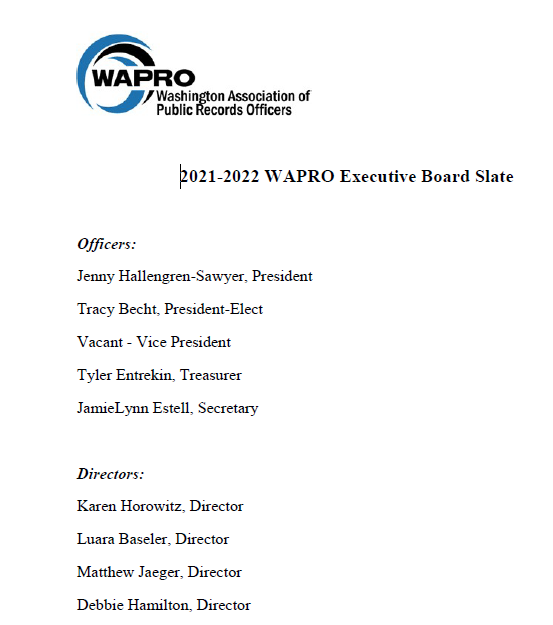 WAPRO
Washington Association of
Public Records Officers
2021-2022 WAPRO Executive Board Slate
Officers:
Jenny Hallengren-Sawyer, President
Tracy Becht, President-Elect
Vacant - Vice President
Tyler Entrekin, Treasurer
JamieLynn Estell, Secretary
Directors:
Karen Horowitz, Director
Luara Baseler, Director
Matthew Jaeger, Director
Debbie Hamilton, Director